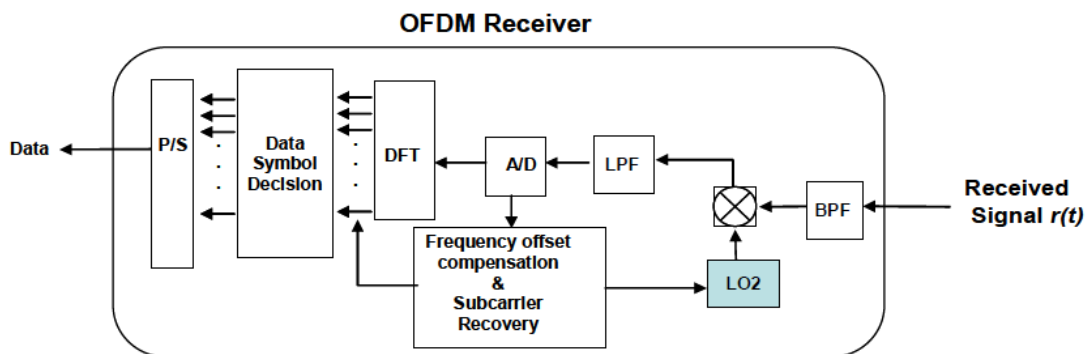 OFDM Receiver
Data
P/S
Data
Symbol
Decision
DFT
A/D
LPF
BPF
Received
Signal r(t)
Frequency offset
compensation
&
Subcarrier
Recovery
LO2